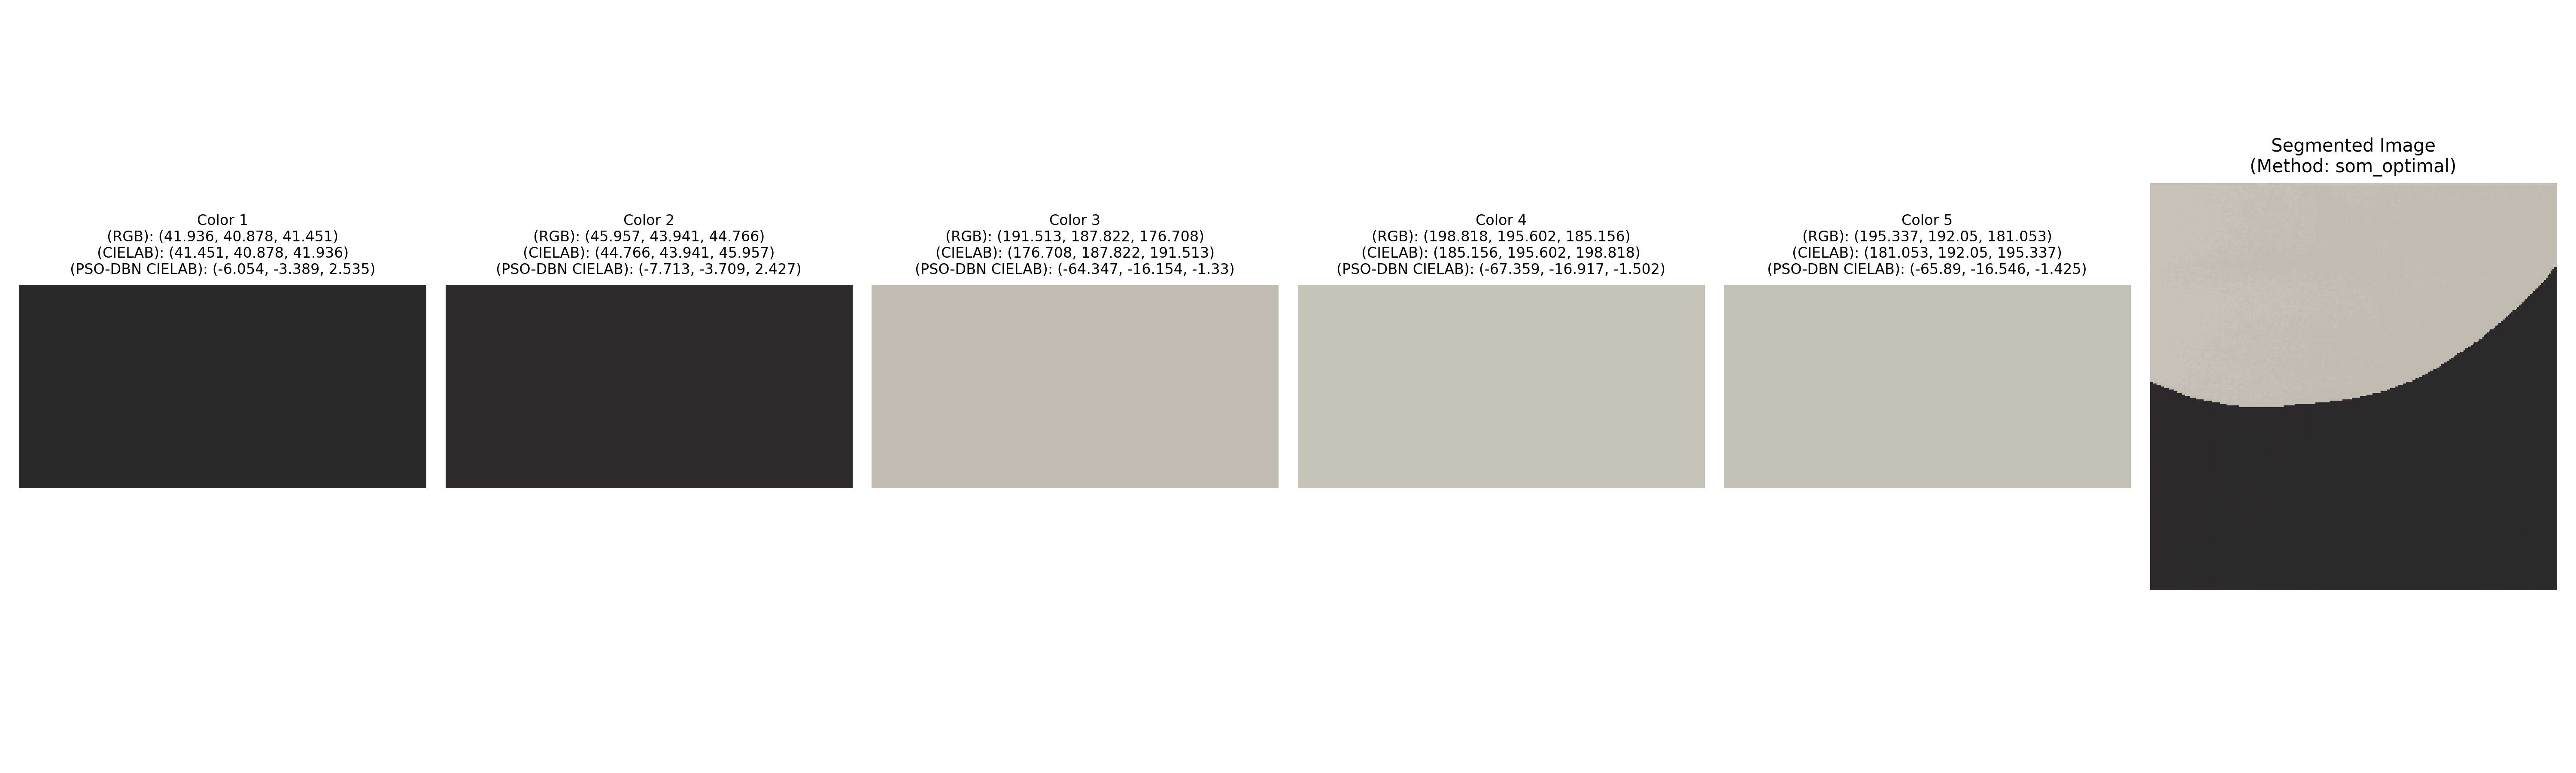 Color 1
(RGB): (41.936, 40.878, 41.451)
(CIELAB): (41.451, 40.878, 41.936)
(PSO-DBN CIELAB): (-6.054, -3.389, 2.535)
Color 2
(RGB): (45.957, 43.941, 44.766)
(CIELAB): (44.766, 43.941, 45.957)
(PSO-DBN CIELAB): (-7.713, -3.709, 2.427)
Color 3
(RGB): (191.513, 187.822, 176.708)
(CIELAB): (176.708, 187.822, 191.513)
(PSO-DBN CIELAB): (-64.347, -16.154, -1.33)
Color 4
(RGB): (198.818, 195.602, 185.156)
(CIELAB): (185.156, 195.602, 198.818)
(PSO-DBN CIELAB): (-67.359, -16.917, -1.502)
Color 5
(RGB): (195.337, 192.05, 181.053)
(CIELAB): (181.053, 192.05, 195.337)
(PSO-DBN CIELAB): (-65.89, -16.546, -1.425)
Segmented Image
(Method: som_optimal)